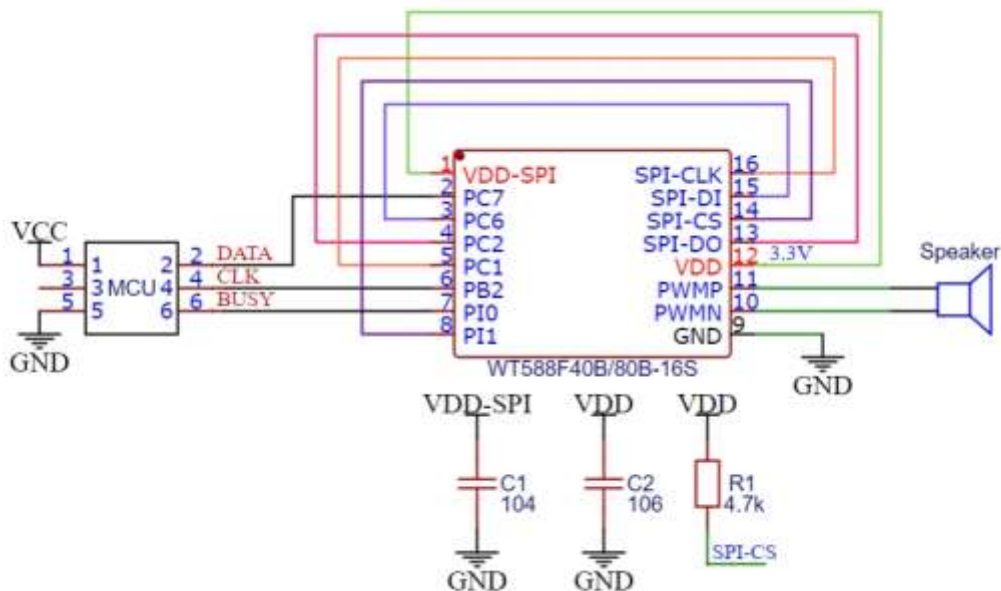 1 VDD-SPI
2 PC7
3 PC6
4 PC2
5 PC1
6 PB2
7 PI0
8 PI1
SPI-CLK 16
SPI-DI 15
SPI-CS 14
SPI-DO 13
VDD 12 3.3V
PWMP 11
PWMN 10
GND 9
WT588F40B/80B-16S
VCC
1 1 2 2 DATA
3 3 MCU 4 4 CLK
5 5 6 6 BUSY
GND
Speaker
GND
VDD-SPI
C1
104
GND
VDD
C2
106
GND
VDD
R1
4.7k
SPI-CS